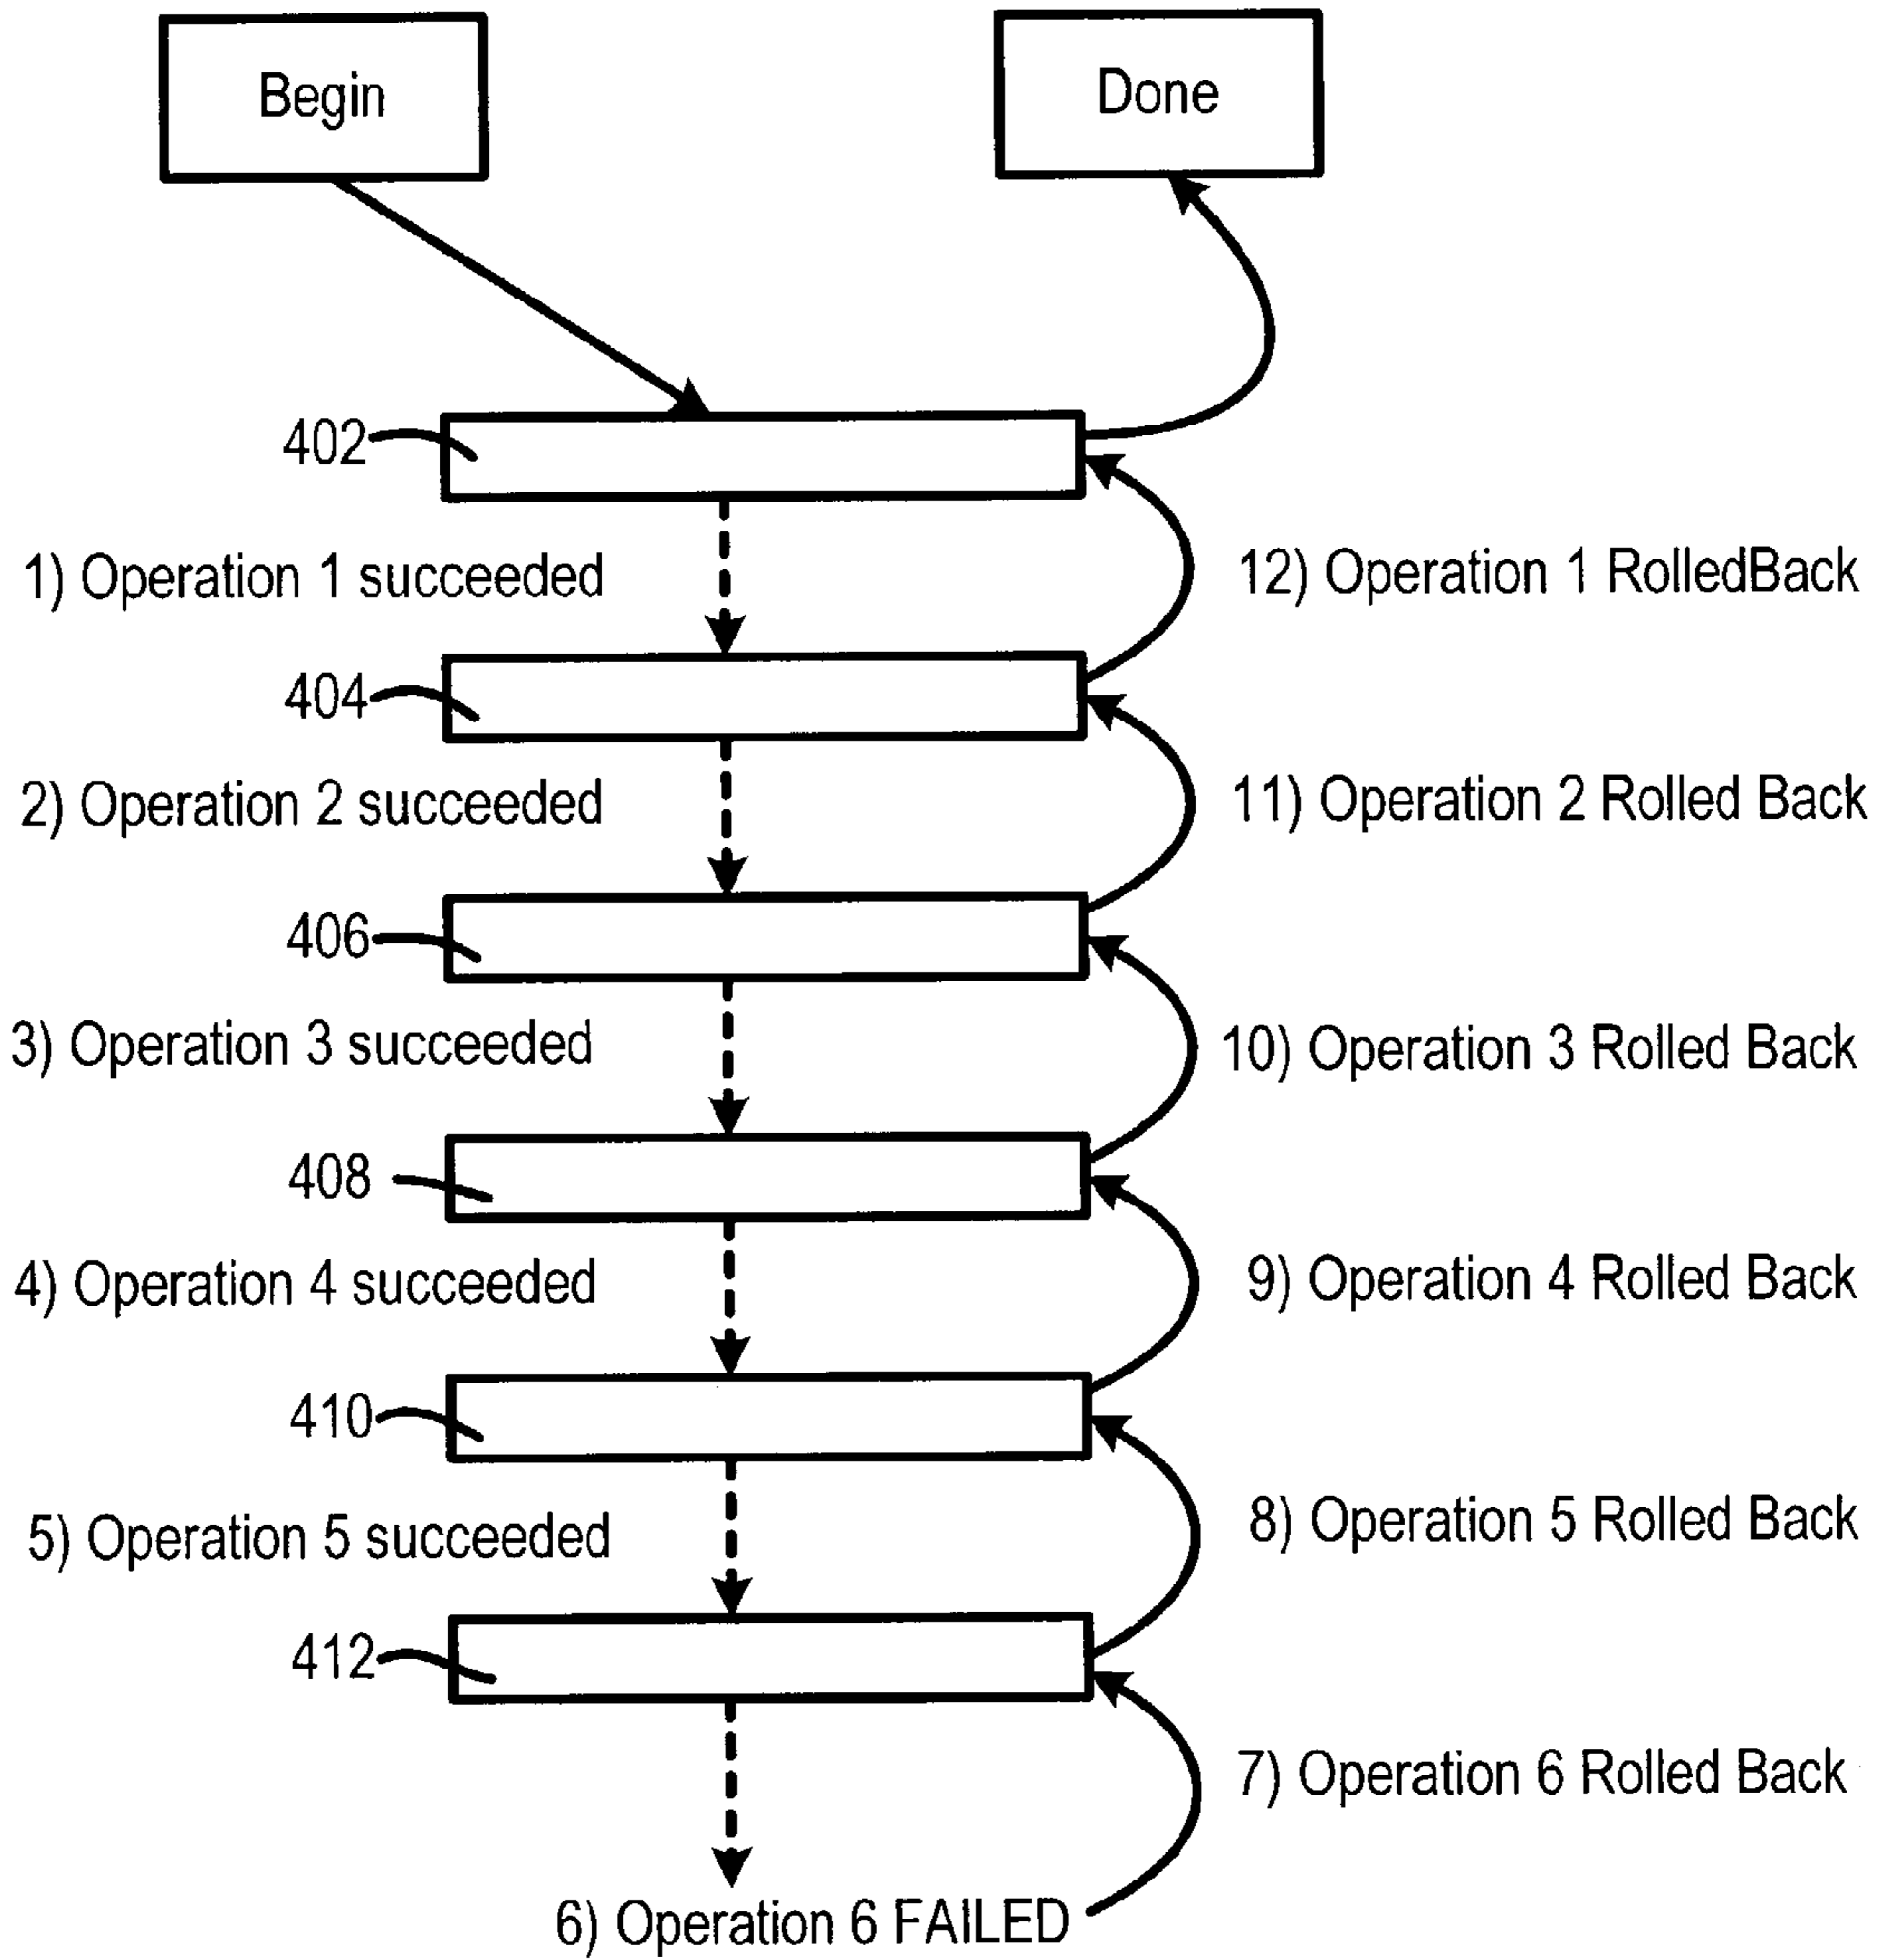 Begin
Done
402
1) Operation 1 succeeded
12) Operation 1 RolledBack
404
2) Operation 2 succeeded
11) Operation 2 Rolled Back
406
3) Operation 3 succeeded
10) Operation 3 Rolled Back
408
4) Operation 4 succeeded
9) Operation 4 Rolled Back
410
5) Operation 5 succeeded
8) Operation 5 Rolled Back
412
7) Operation 6 Rolled Back
6) Operation 6 FAILED